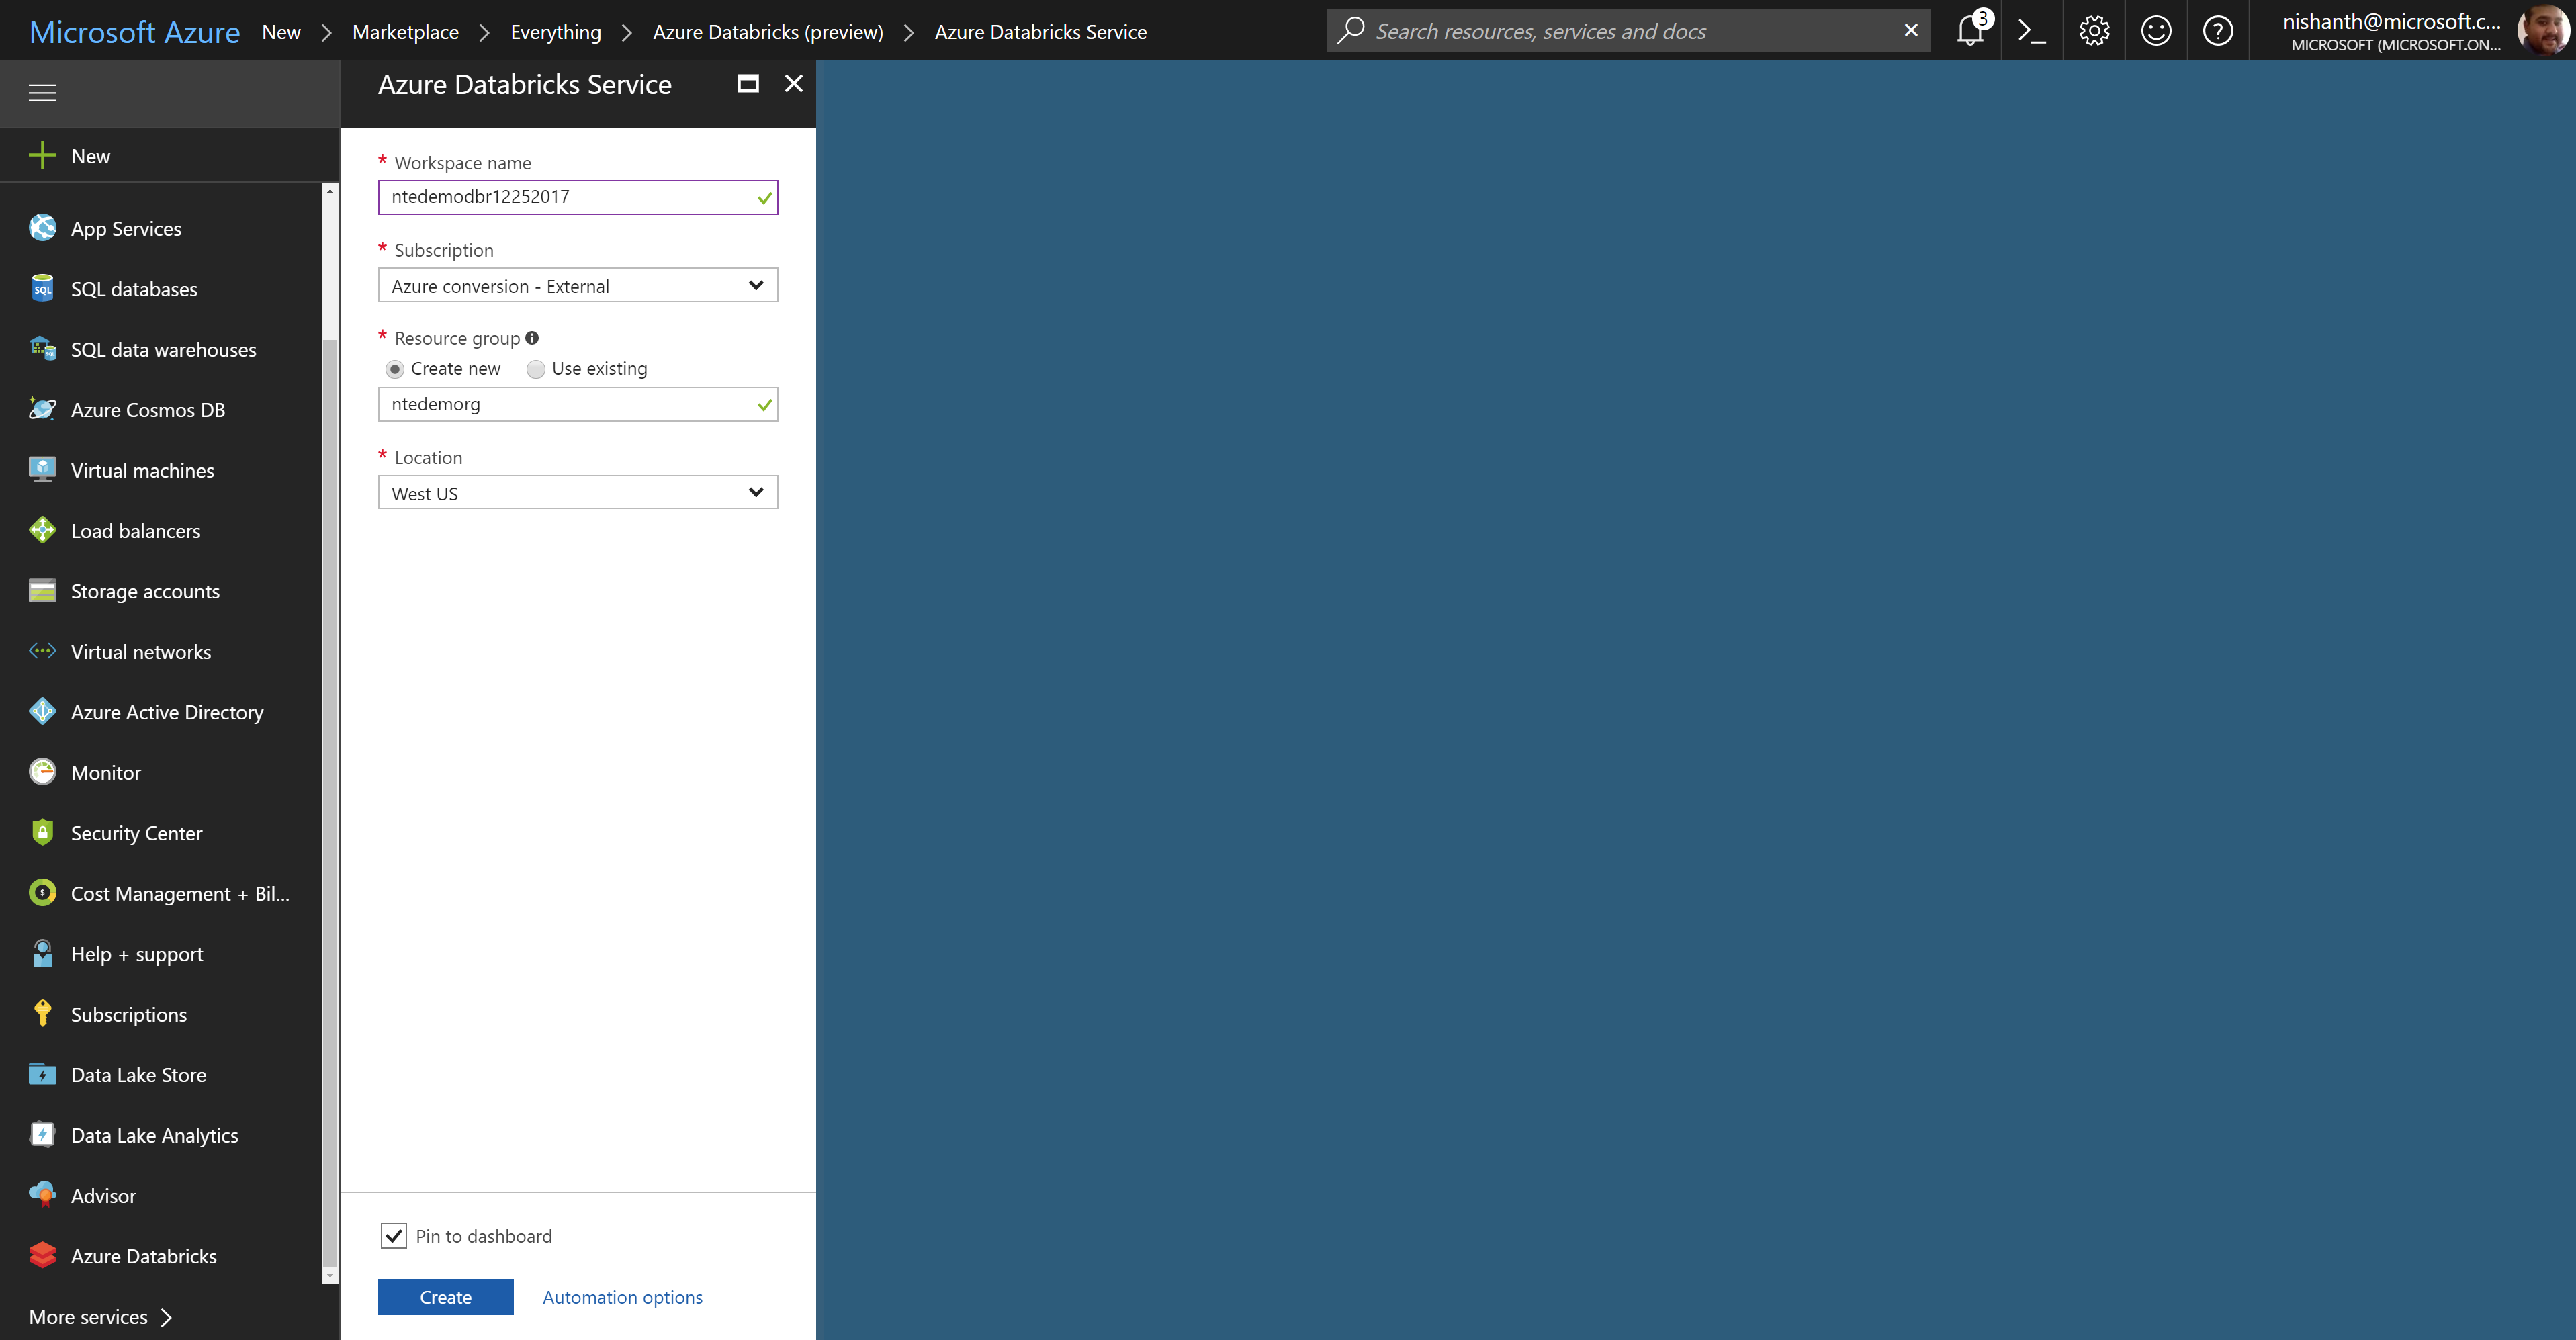 Microsoft Azure New Marketplace Everything Azure Databricks (preview) Azure Databricks Service
Search resources, services and docs
3
nishanth@microsoft.c...
MICROSOFT (MICROSOFT.ON...
New
App Services
SQL databases
SQL data warehouses
Azure Cosmos DB
Virtual machines
Load balancers
Storage accounts
Virtual networks
Azure Active Directory
Monitor
Security Center
Cost Management + Bil...
Help + support
Subscriptions
Data Lake Store
Data Lake Analytics
Advisor
Azure Databricks
More services
Azure Databricks Service
* Workspace name
ntedemodbr12252017
* Subscription
Azure conversion - External
* Resource group
Create new Use existing
ntedemorg
* Location
West US
Pin to dashboard
Create Automation options